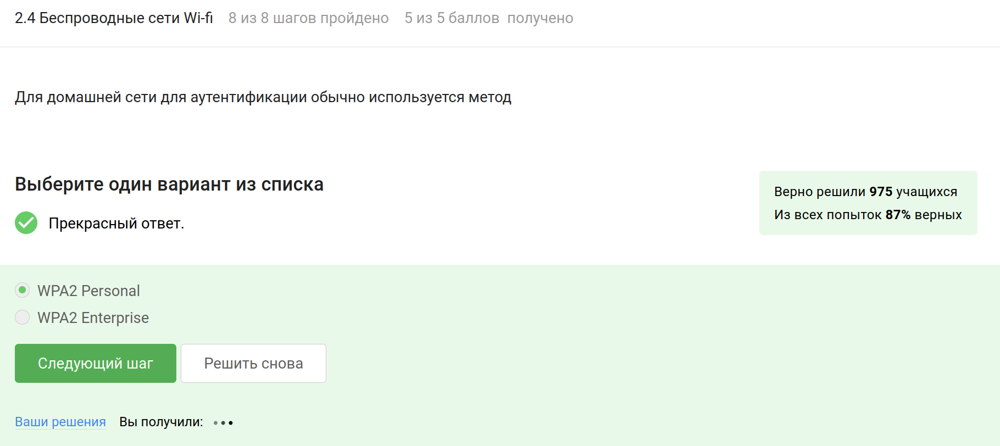 2.4 Беспроводные сети Wi-fi 8 из 8 шагов пройдено 5 из 5 баллов получено
Для домашней сети для аутентификации обычно используется метод
Выберите один вариант из списка
Прекрасный ответ.
Верно решили 975 учащихся
Из всех попыток 87% верных
WPA2 Personal
WPA2 Enterprise
Следующий шаг Решить снова
Ваши решения Вы получили: